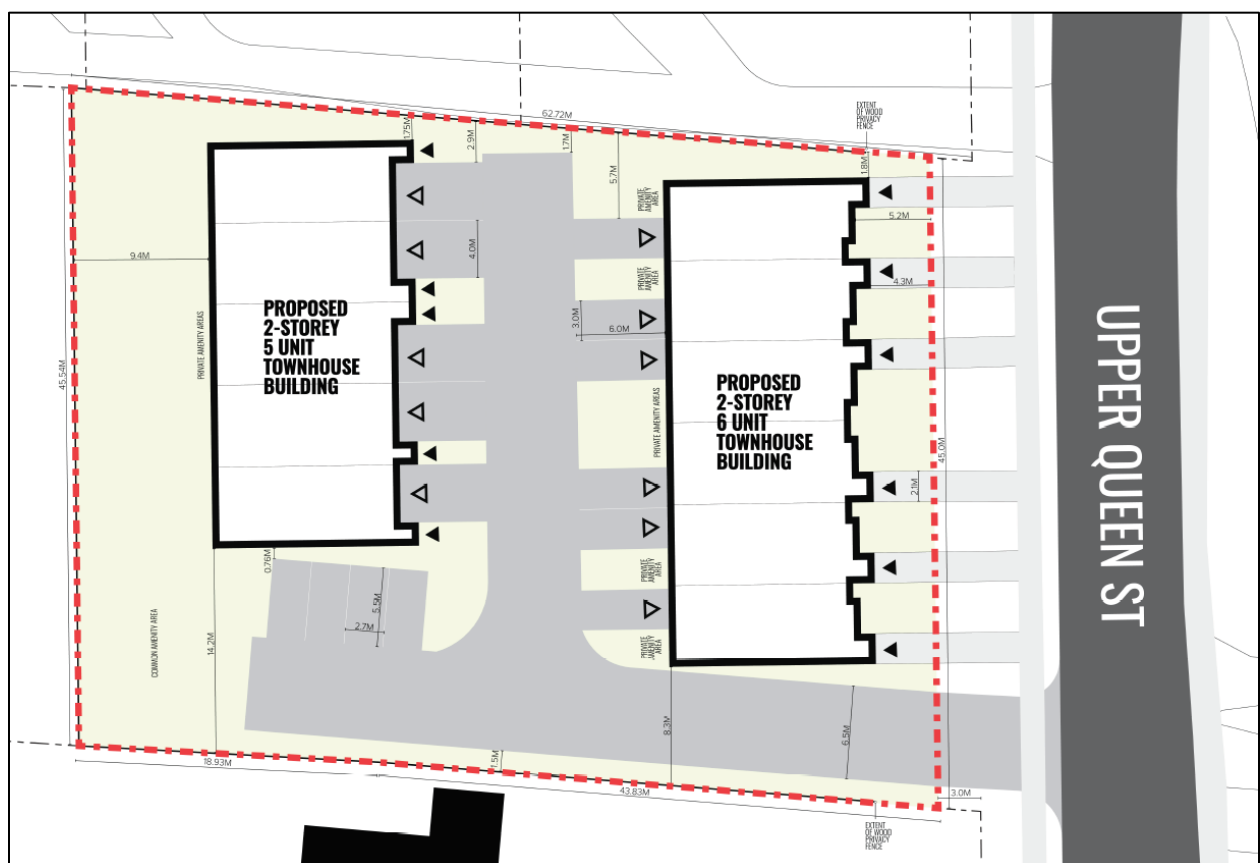 62.72M
EXTENT
OF WOOD
PRIVACY
FENCE
1.75M
2.9M
1.7M
5.7M
1.8M
PRIVATE
AMENITY
AREA
5.2M
4.0M
9.4M
PRIVATE
AMENITY
AREA
4.3M
PROPOSED
2-STOREY
5 UNIT
TOWNHOUSE
BUILDING
3.0M
6.0M
PRIVATE AMENITY AREAS
45.54M
UPPER QUEEN ST
PROPOSED
2-STOREY
6 UNIT
TOWNHOUSE
BUILDING
PRIVATE AMENITY AREAS
45.0M
2.1M
0.76M
5.5M
2.7M
PRIVATE
AMENITY
AREA
COMMON AMENITY AREA
14.2M
PRIVATE
AMENITY
AREA
8.3M
6.5M
1.5M
18.93M
43.83M
3.0M
EXTENT
OF WOOD
PRIVACY
FENCE